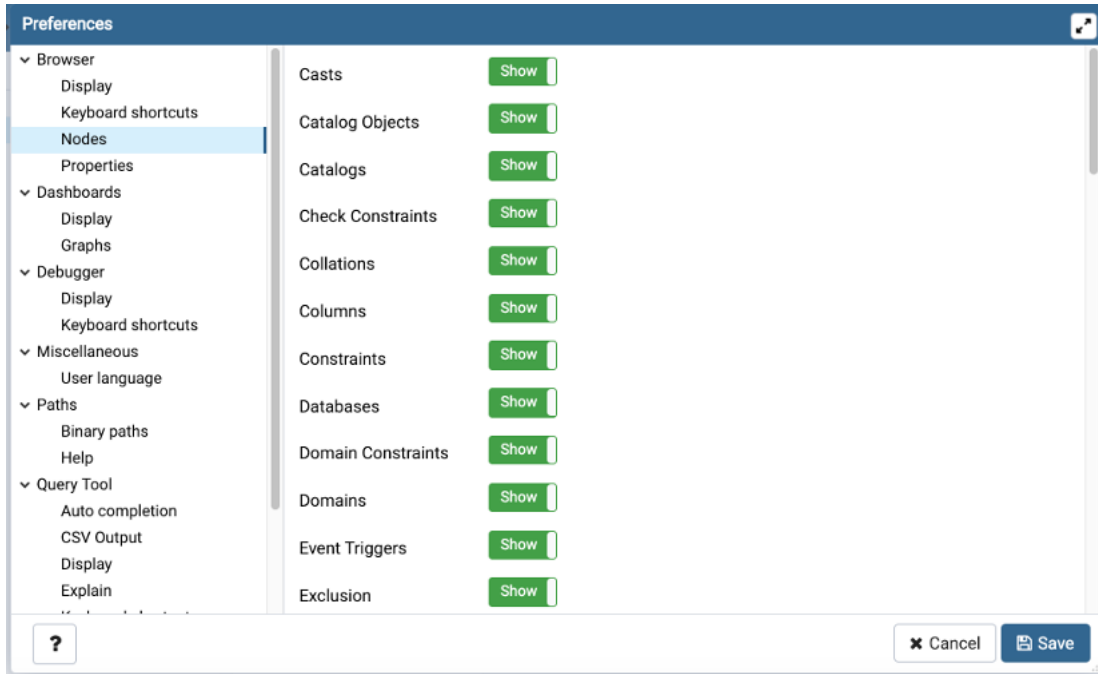 Preferences
Browser
Display
Keyboard shortcuts
Nodes
Properties
Dashboards
Display
Graphs
Debugger
Display
Keyboard shortcuts
Miscellaneous
User language
Paths
Binary paths
Help
Query Tool
Auto completion
CSV Output
Display
Explain
Casts Show
Catalog Objects Show
Catalogs Show
Check Constraints Show
Collations Show
Columns Show
Constraints Show
Databases Show
Domain Constraints Show
Domains Show
Event Triggers Show
Exclusion Show
? Cancel Save